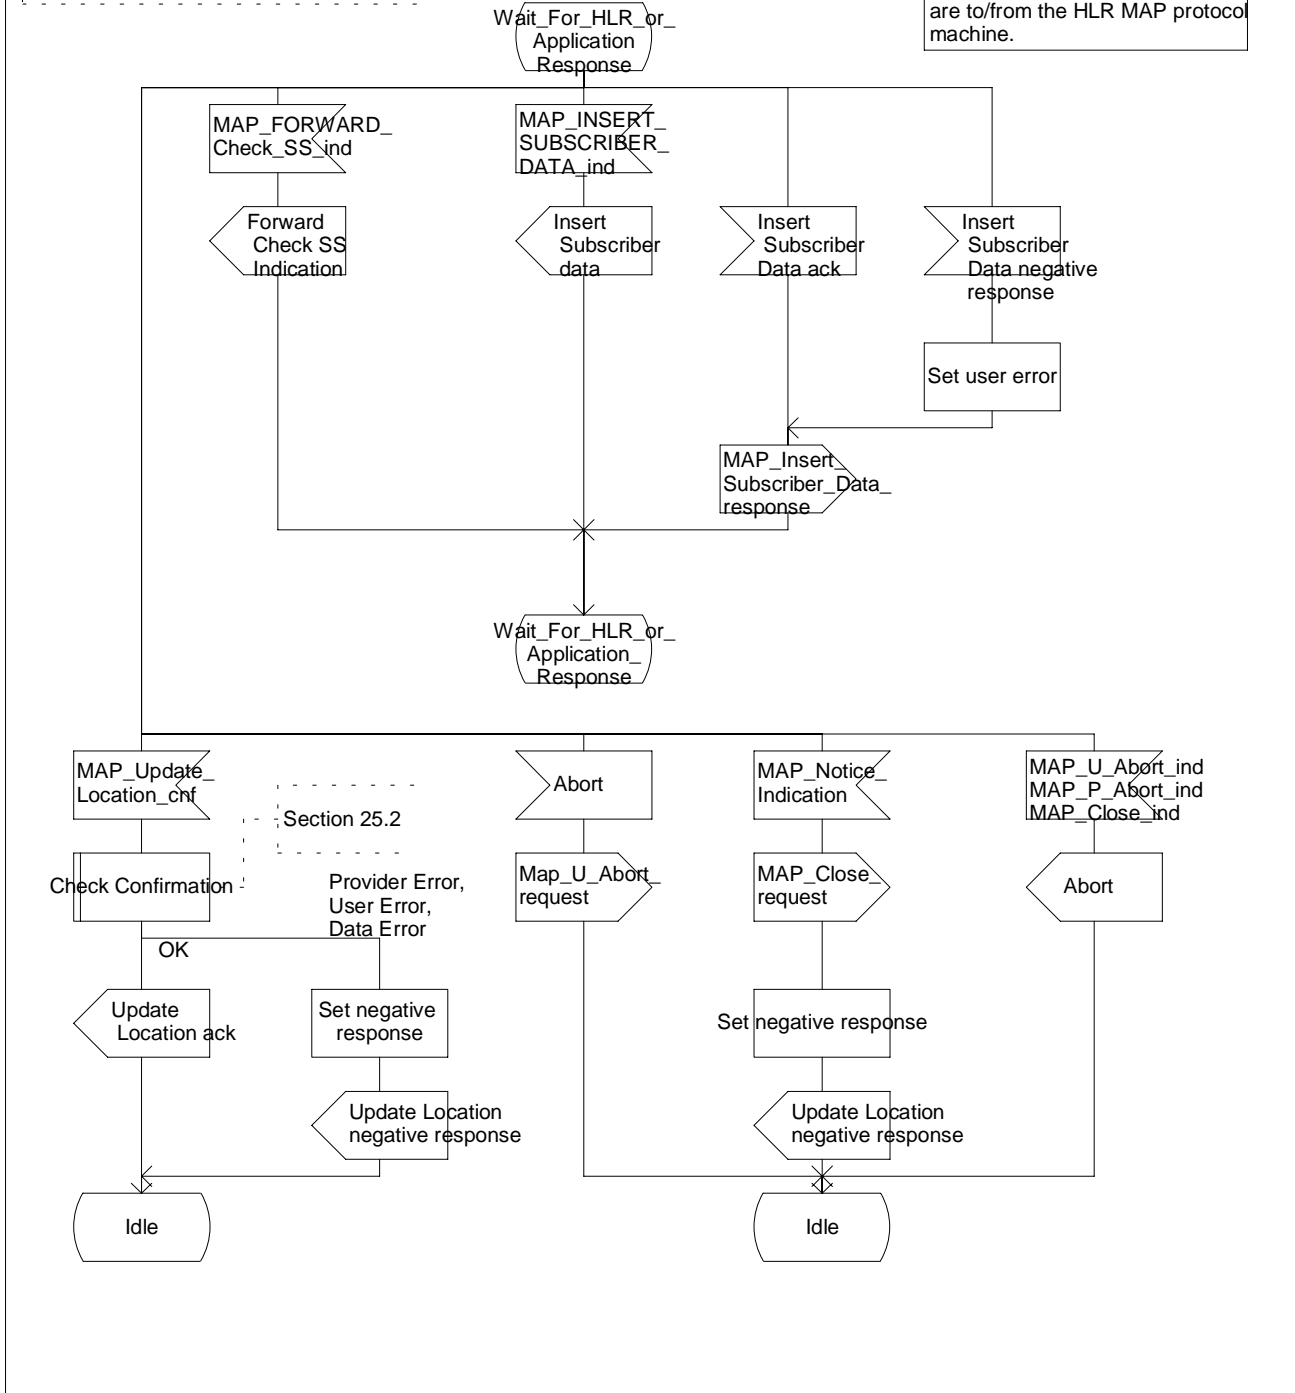 Wait_For_HLR_or_
Application
Response
are to/from the HLR MAP protocol
machine.
MAP_FORWARD_
Check_SS_ind
MAP_INSERT_
SUBSCRIBER_
DATA_ind
Forward
Check SS
Indication
Insert
Subscriber
data
Insert
Subscriber
Data ack
Insert
Subscriber
Data negative
response
Set user error
MAP_Insert_
Subscriber_Data_
response
Wait_For_HLR_or_
Application_
Response
MAP_Update_
Location_cnf
Abort
MAP_Notice_
Indication
MAP_U_Abort_ind
MAP_P_Abort_ind
MAP_Close_ind
Section 25.2
Check Confirmation
Provider Error,
User Error,
Data Error
Map_U_Abort_
request
MAP_Close_
request
Abort
OK
Update
Location ack
Set negative
response
Set negative response
Update Location
negative response
Update Location
negative response
Idle
Idle